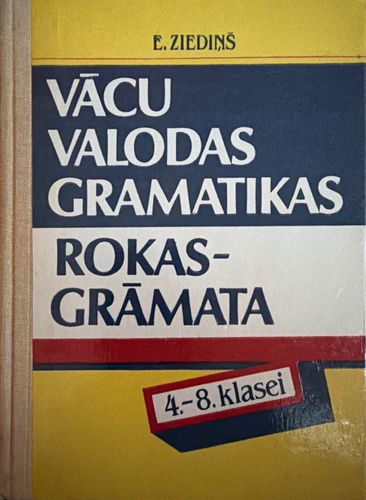 E. ZIEDIŅŠ
VĀCU
VALODAS
GRAMATIKAS
ROKAS-
GRĀMATA
4.-8. klasei